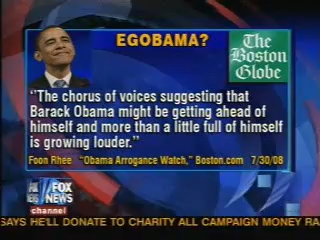 EGOBAMA?
The
Boston
Globe
"The chorus of voices suggesting that
Barack Obama might be getting ahead of
himself and more than a little full of himself
is growing louder."
Foon Rhee "Obama Arrogance Watch," Boston.com 7/30/08
FOX
NEWS
FOX
NEWS
channel
SAYS HE'LL DONATE TO CHARITY ALL CAMPAIGN MONEY RA